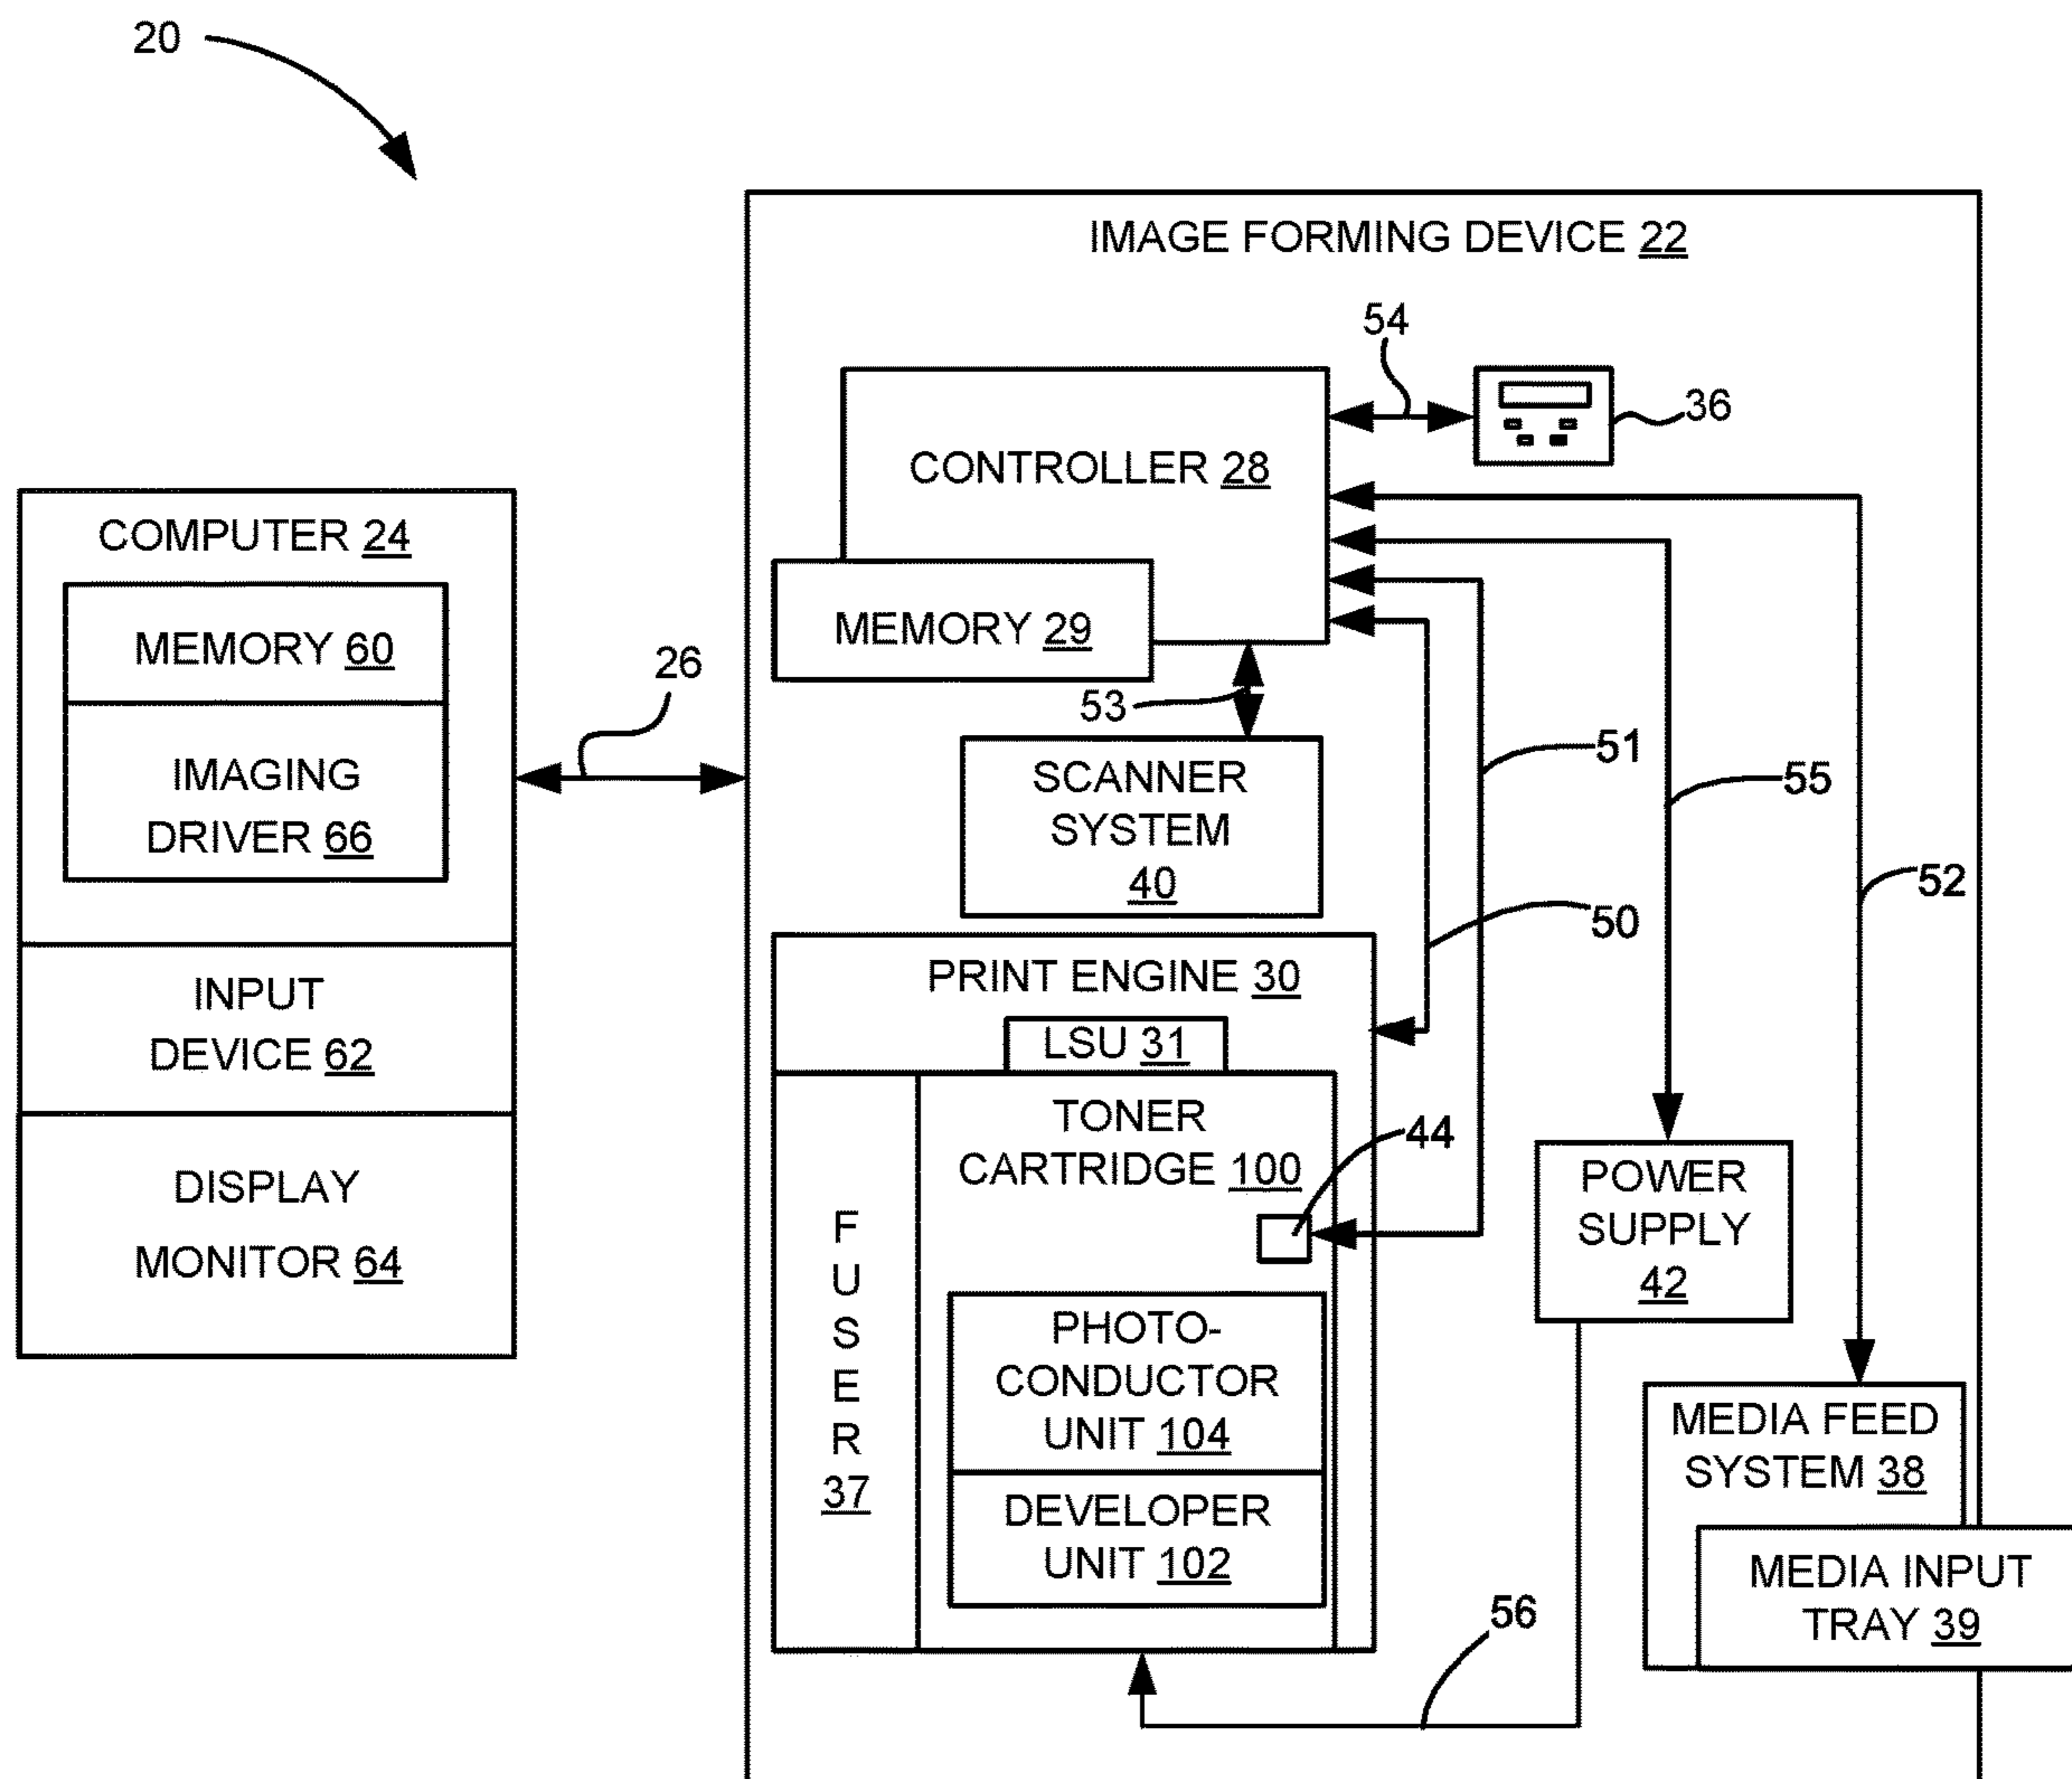 20
IMAGE FORMING DEVICE 22
54
36
CONTROLLER 28
MEMORY 29
53
SCANNER
SYSTEM
40
COMPUTER 24
MEMORY 60
IMAGING
DRIVER 66
INPUT
DEVICE 62
DISPLAY
MONITOR 64
26
51
55
52
50
PRINT ENGINE 30
LSU 31
TONER
CARTRIDGE 100
44
F
U
S
E
R
37
PHOTO-
CONDUCTOR
UNIT 104
DEVELOPER
UNIT 102
POWER
SUPPLY
42
MEDIA FEED
SYSTEM 38
MEDIA INPUT
TRAY 39
56